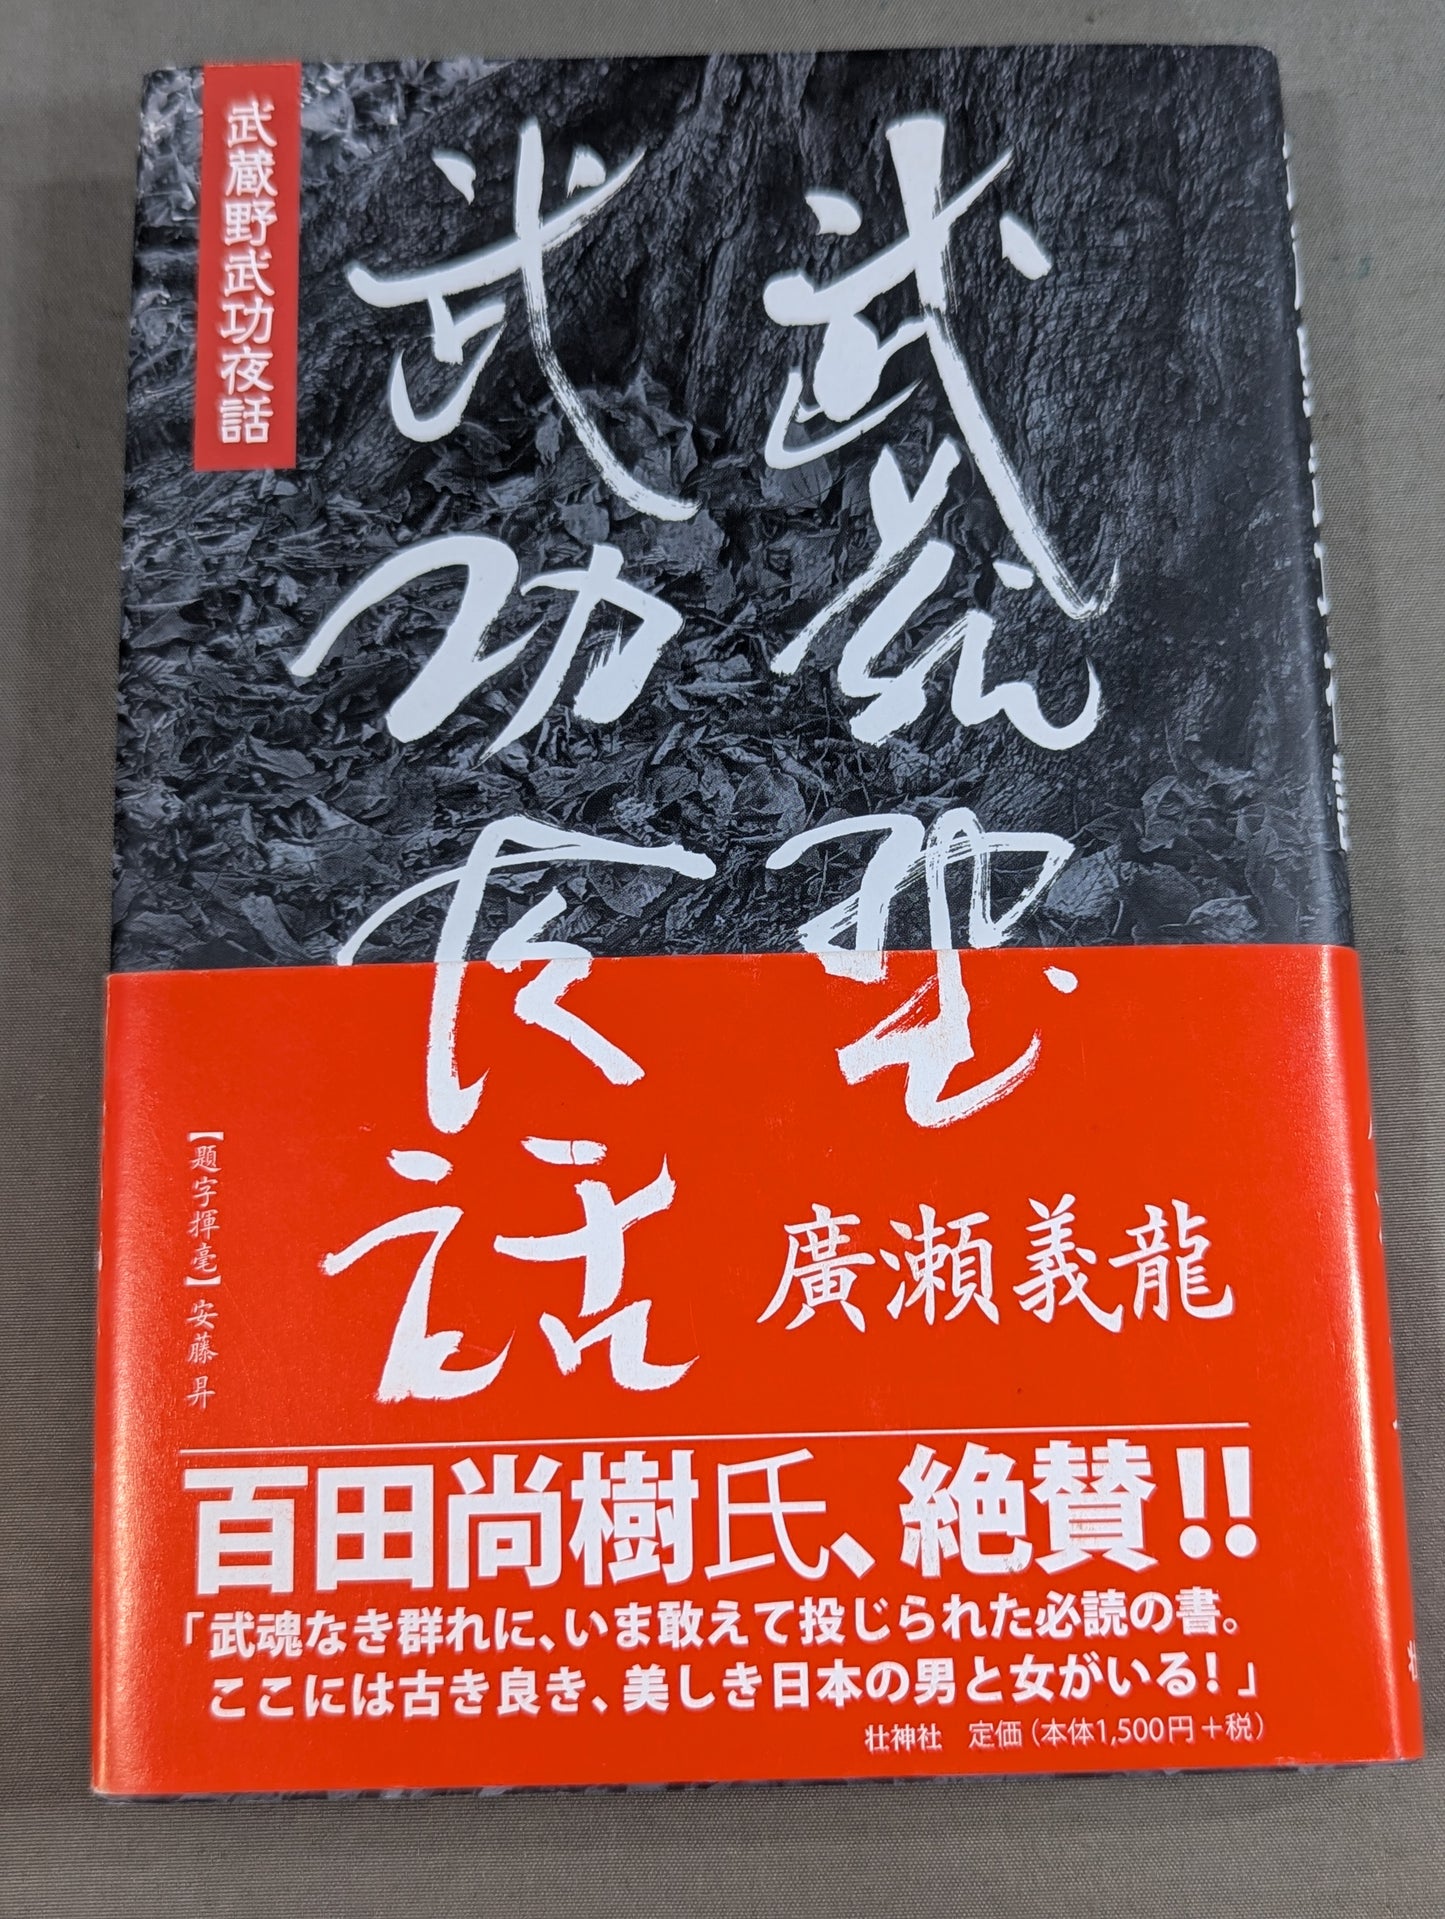 武蔵野武功夜話
武蔵野
武功夜話
廣瀬義龍
【題字揮毫】安藤昇
百田尚樹氏、絶賛!!
「武魂なき群れに、いま敢えて投じられた必読の書。
ここには古き良き、美しき日本の男と女がいる！」
壮神社　定価（本体1,500円＋税）